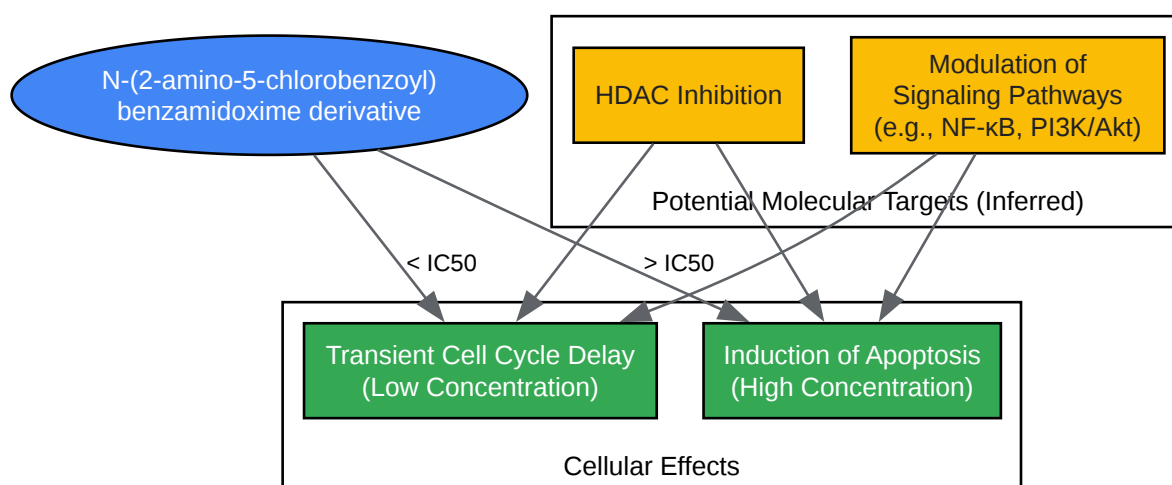 N-(2-amino-5-chlorobenzoyl)
benzamidoxime derivative
HDAC Inhibition
Modulation of
Signaling Pathways
(e.g., NF-κB, PI3K/Akt)
Potential Molecular Targets (Inferred)
< IC50
> IC50
Transient Cell Cycle Delay
(Low Concentration)
Induction of Apoptosis
(High Concentration)
Cellular Effects